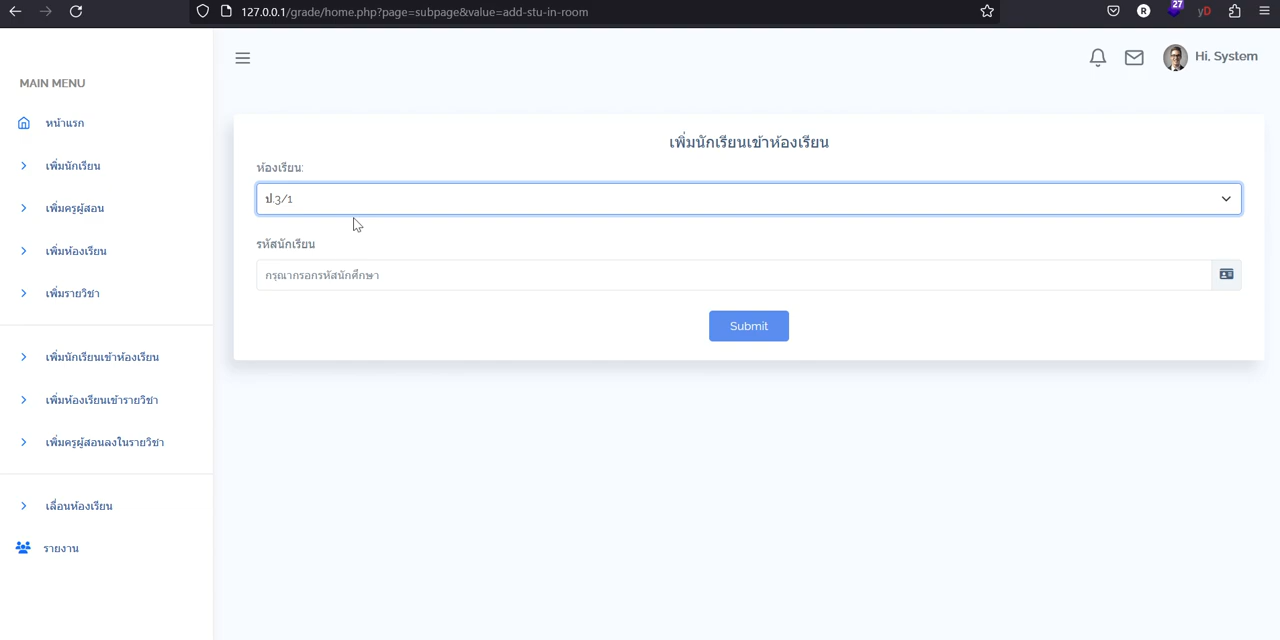 127.0.0.1/grade/home.php?page=subpage&value=add-stu-in-room
R
27
yD
MAIN MENU
Hi, System
หน้าแรก
เพิ่มนักเรียน
เพิ่มครูผู้สอน
เพิ่มห้องเรียน
เพิ่มรายวิชา
เพิ่มนักเรียนเข้าห้องเรียน
เพิ่มห้องเรียนเข้ารายวิชา
เพิ่มครูผู้สอนลงในรายวิชา
เลื่อนห้องเรียน
รายงาน
เพิ่มนักเรียนเข้าห้องเรียน
ห้องเรียน:
ป.3/1
รหัสนักเรียน
กรุณากรอกรหัสนักศึกษา
Submit